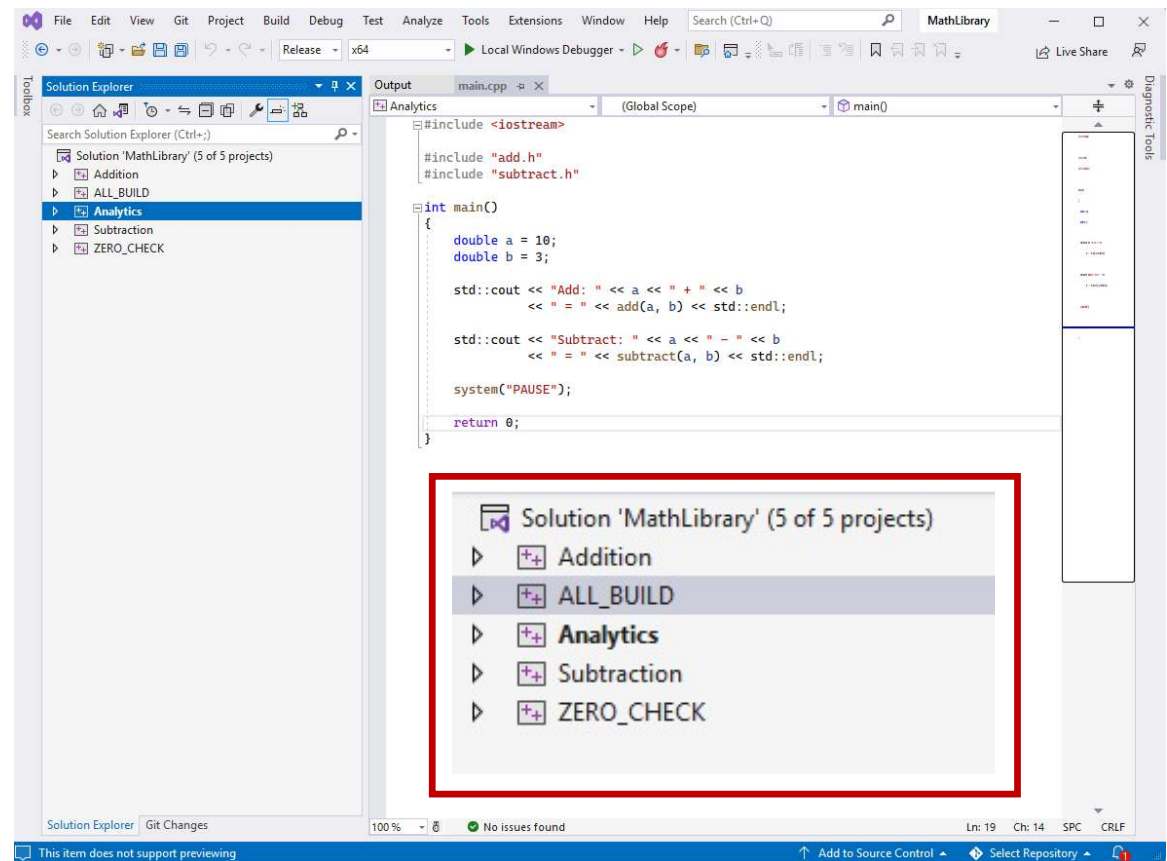 File Edit View Git Project Build Debug Test Analyze Tools Extensions Window Help Search (Ctrl+Q) MathLibrary
Release x64 Local Windows Debugger Live Share
Toolbox
Solution Explorer
Search Solution Explorer (Ctrl+;)
Solution 'MathLibrary' (5 of 5 projects)
Addition
ALL_BUILD
Analytics
Subtraction
ZERO_CHECK
Solution Explorer Git Changes
Output main.cpp
Analytics (Global Scope) main()
#include <iostream>
#include "add.h"
#include "subtract.h"
int main()
{
double a = 10;
double b = 3;
std::cout << "Add: " << a << " + " << b
<< " = " << add(a, b) << std::endl;
std::cout << "Subtract: " << a << " - " << b
<< " = " << subtract(a, b) << std::endl;
system("PAUSE");
return 0;
}
Solution 'MathLibrary' (5 of 5 projects)
Addition
ALL_BUILD
Analytics
Subtraction
ZERO_CHECK
Diagnostic Tools
100 % No issues found Ln: 19 Ch: 14 SPC CRLF
This item does not support previewing Add to Source Control Select Repository 1